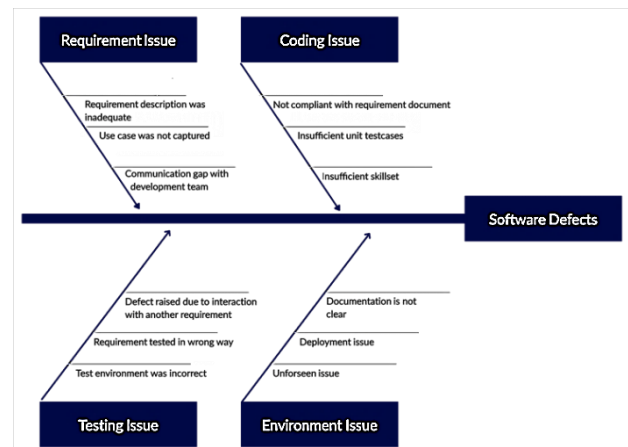 Requirement Issue
Coding Issue
Requirement description was
inadequate
Use case was not captured
Communication gap with
development team
Not compliant with requirement document
Insufficient unit testcases
Insufficient skillset
Software Defects
Defect raised due to interaction
with another requirement
Requirement tested in wrong way
Test environment was incorrect
Documentation is not
clear
Deployment issue
Unforseen issue
Testing Issue
Environment Issue